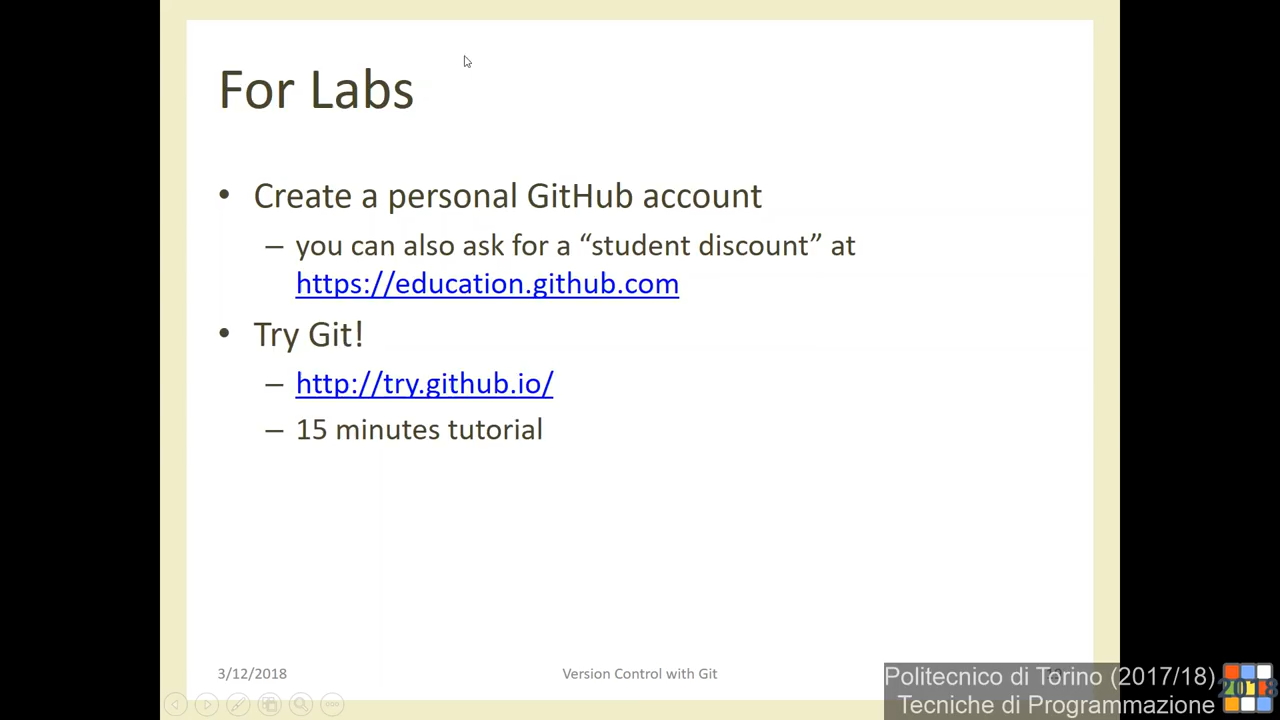 For Labs
• Create a personal GitHub account
– you can also ask for a “student discount” at
https://education.github.com
• Try Git!
– http://try.github.io/
– 15 minutes tutorial
3/12/2018
Version Control with Git
Politecnico di Torino (2017/18)
Tecniche di Programmazione
2018